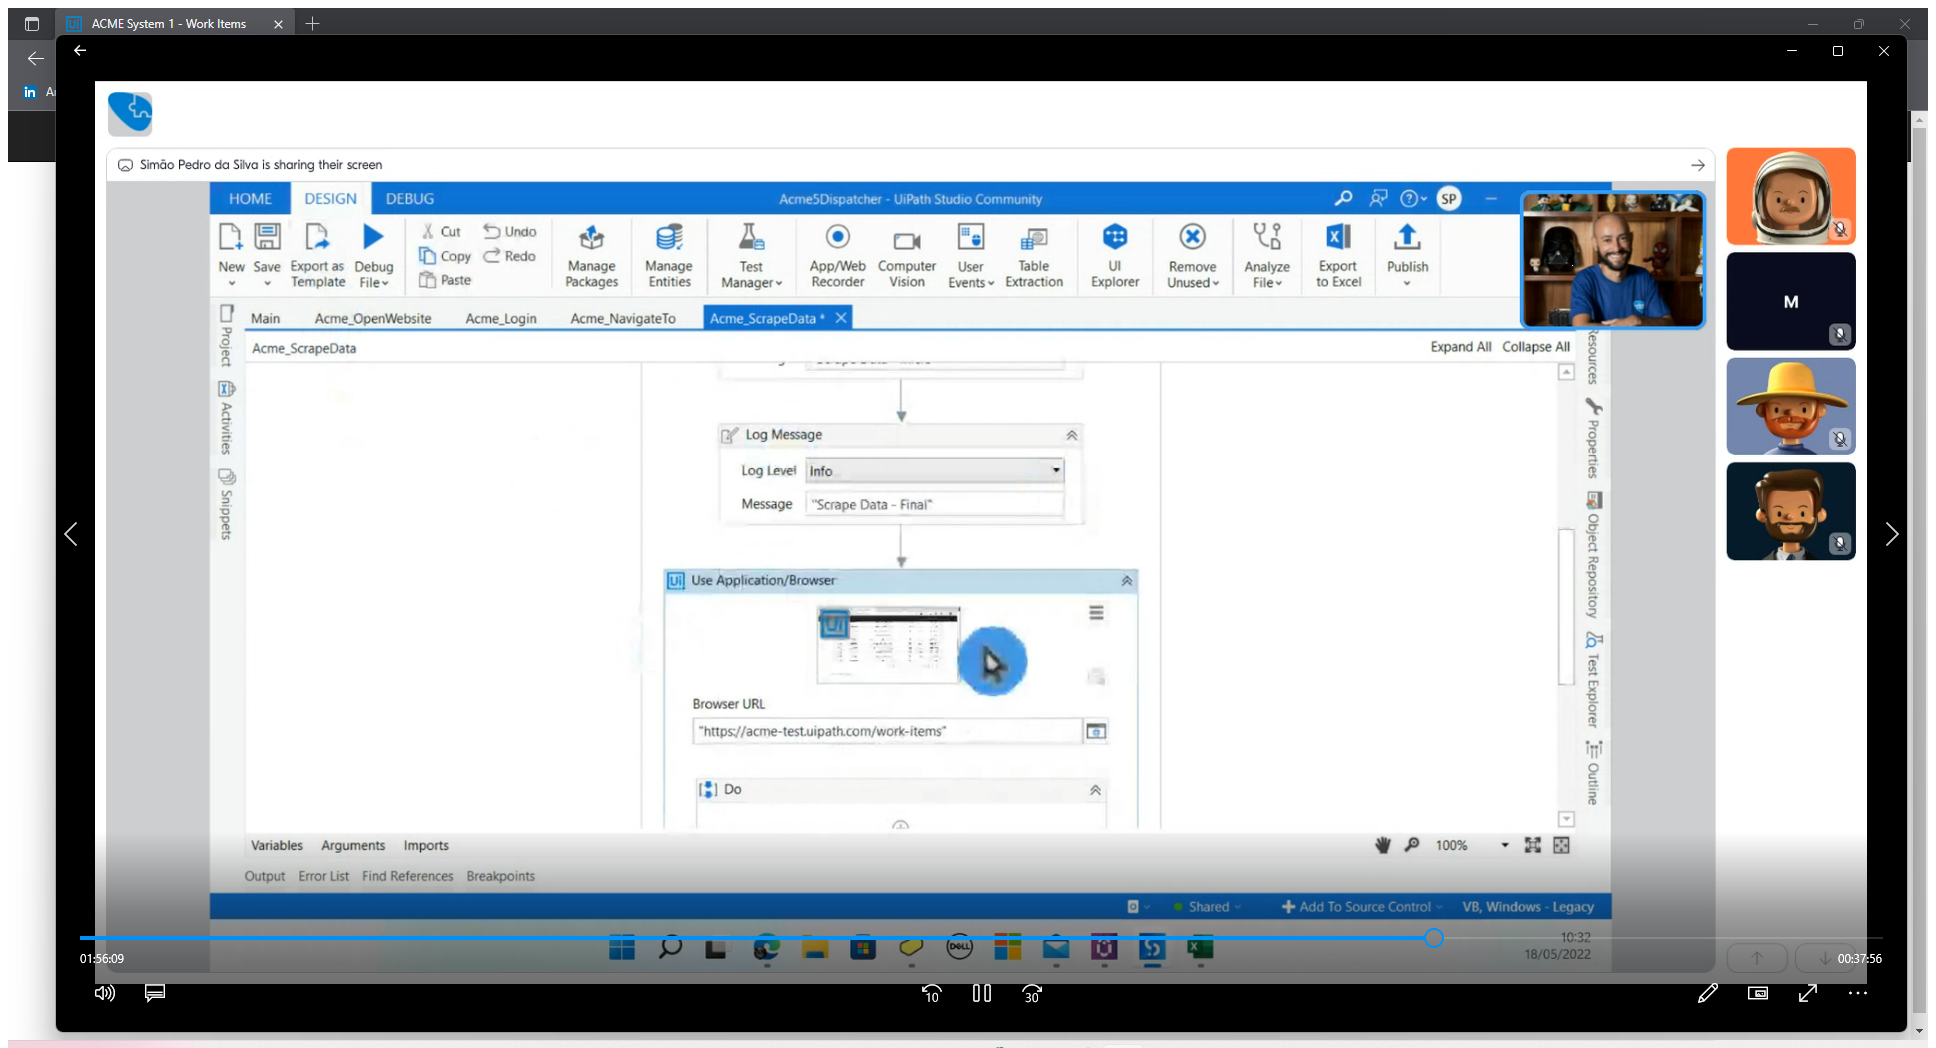 ACME System 1 - Work Items
in
Simão Pedro da Silva is sharing their screen
HOME DESIGN DEBUG
Acme5Dispatcher - UiPath Studio Community
SP
New Save Export as Template Debug File
Cut Copy Paste Undo Redo
Manage Packages
Manage Entities
Test Manager
App/Web Recorder
Computer Vision
User Events
Table Extraction
UI Explorer
Remove Unused
Analyze File
Export to Excel
Publish
M
Main Acme_OpenWebsite Acme_Login Acme_NavigateTo Acme_ScrapeData *
Acme_ScrapeData
Expand All Collapse All
Project
Activities
Snippets
Resources
Properties
Object Repository
Test Explorer
Outline
Log Message
Log Level Info
Message "Scrape Data - Final"
Ui Use Application/Browser
Ui
Browser URL
"https://acme-test.uipath.com/work-items"
Do
Variables Arguments Imports
100%
Output Error List Find References Breakpoints
Shared
Add To Source Control
VB, Windows - Legacy
DELL
10:32
18/05/2022
01:56:09
00:37:56
10
30